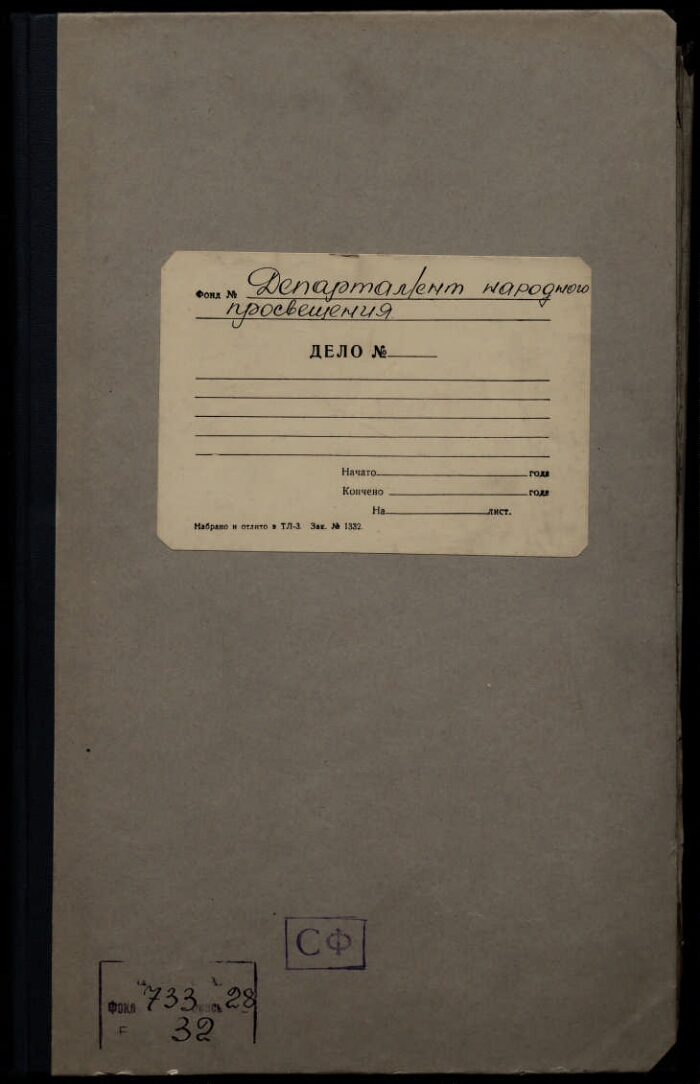 Фонд № Департамент народного
просвещения
ДЕЛО №
Начато года
Кончено года
На лист.
Набрано и отлито в ТЛ-3. Зак. № 1332.
СФ
Фонд 733 опись 28
32